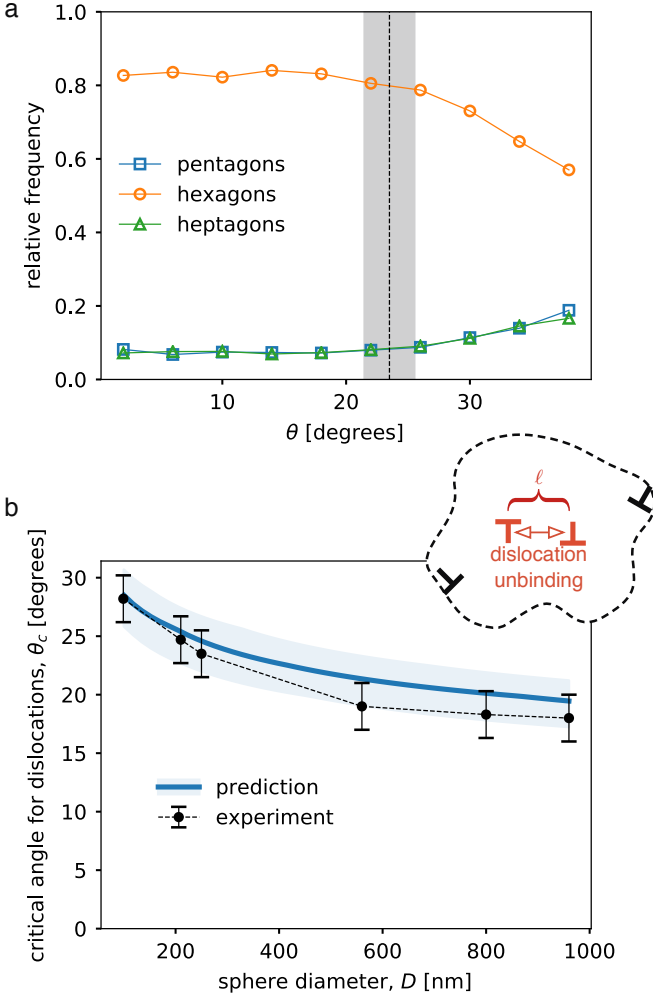 a
1.0
0.8
0.6
0.4
0.2
0.0
relative frequency
pentagons
hexagons
heptagons
10
20
30
θ [degrees]
b
ℓ
dislocation
unbinding
30
25
20
15
10
5
0
critical angle for dislocations, θc [degrees]
prediction
experiment
200
400
600
800
1000
sphere diameter, D [nm]